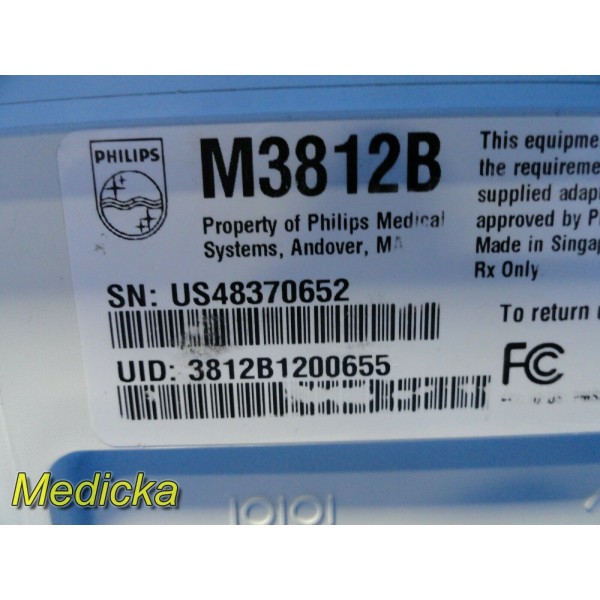 PHILIPS
M3812B
Property of Philips Medical
Systems, Andover, MA
SN: US48370652
UID: 3812B1200655
This equipme
the requireme
supplied adap
approved by P
Made in Singap
Rx Only
To return
FC
IOIOI
Medicka